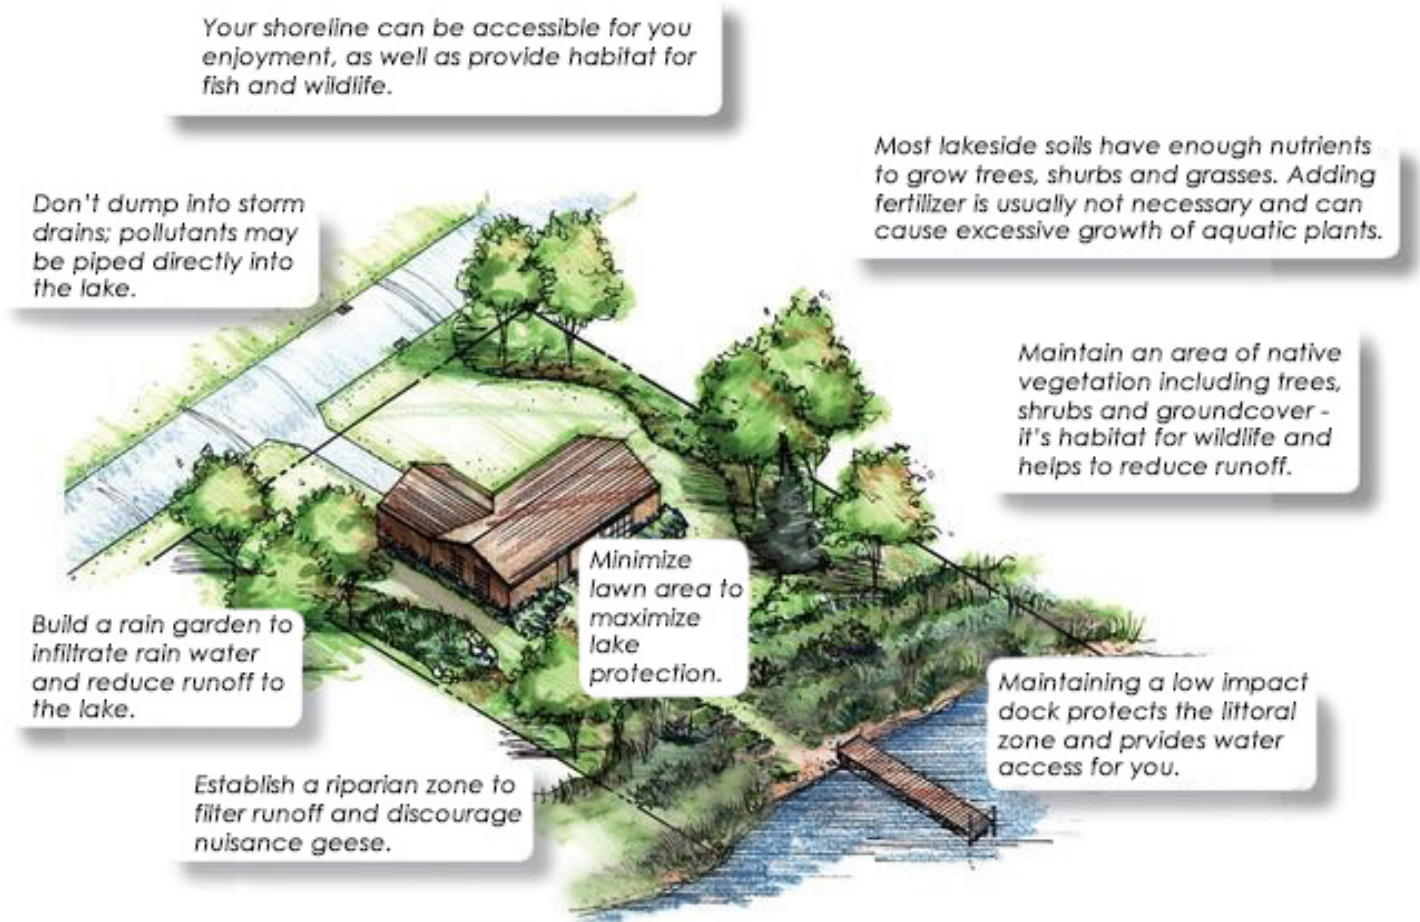 Your shoreline can be accessible for you
enjoyment, as well as provide habitat for
fish and wildlife.
Most lakeside soils have enough nutrients
to grow trees, shurbs and grasses. Adding
fertilizer is usually not necessary and can
cause excessive growth of aquatic plants.
Don't dump into storm
drains; pollutants may
be piped directly into
the lake.
Maintain an area of native
vegetation including trees,
shrubs and groundcover -
it's habitat for wildlife and
helps to reduce runoff.
Minimize
lawn area to
maximize
lake
protection.
Build a rain garden to
infiltrate rain water
and reduce runoff to
the lake.
Maintaining a low impact
dock protects the littoral
zone and prvides water
access for you.
Establish a riparian zone to
filter runoff and discourage
nuisance geese.